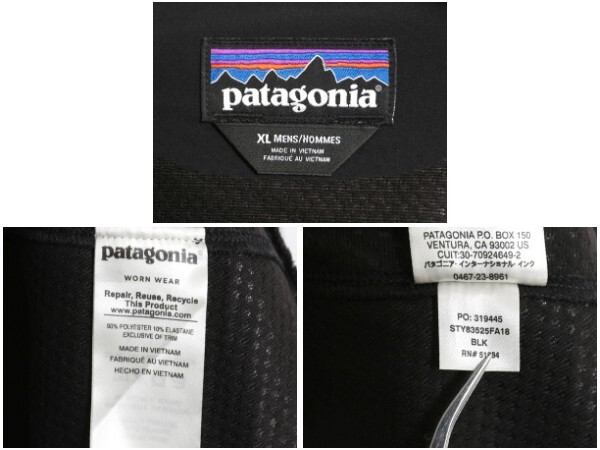 patagonia®
XL MENS/HOMMES
MADE IN VIETNAM
FABRIQUÉ AU VIETNAM
patagonia®
WORN WEAR
Repair, Reuse, Recycle
This Product
www.patagonia.com
90% POLYESTER 10% ELASTANE
EXCLUSIVE OF TRIM
MADE IN VIETNAM
FABRIQUÉ AU VIETNAM
HECHO EN VIETNAM
PATAGONIA P.O. BOX 150
VENTURA, CA 93002 US
CUIT:30-70924649-2
パタゴニア・インターナショナル・インク
0467-23-8961
PO: 319445
STY83525FA18
BLK
RN#